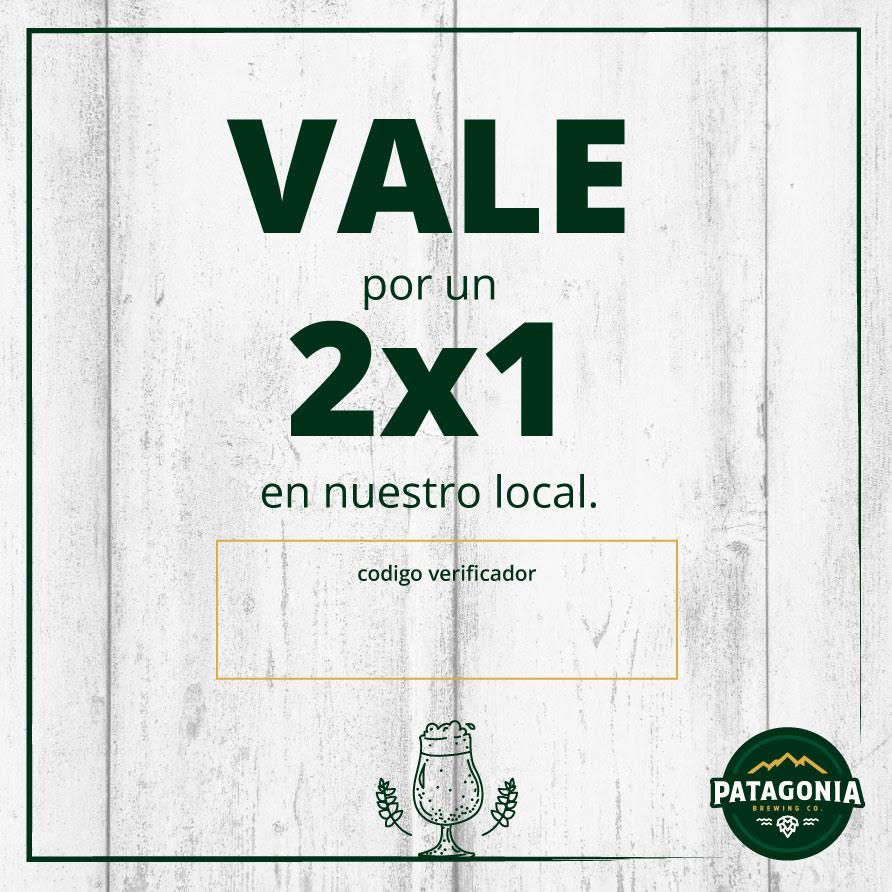 VALE
por un
2x1
en nuestro local.
codigo verificador
PATAGONIA
BREWING CO.